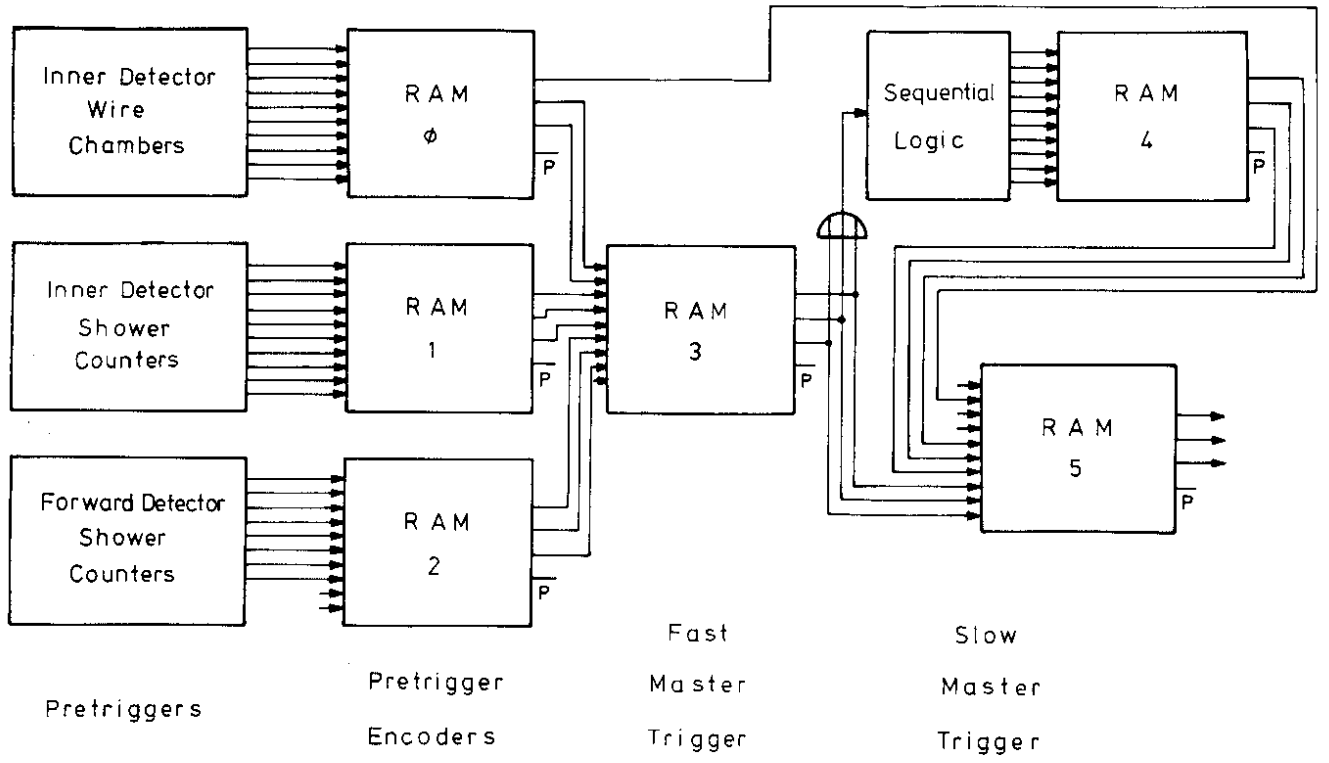 Inner Detector
Wire
Chambers
RAM
φ
P
Sequential
Logic
RAM
4
P
Inner Detector
Shower
Counters
RAM
1
P
RAM
3
P
Forward Detector
Shower
Counters
RAM
2
P
RAM
5
P
Pretriggers
Pretrigger
Encoders
Fast
Master
Trigger
Slow
Master
Trigger